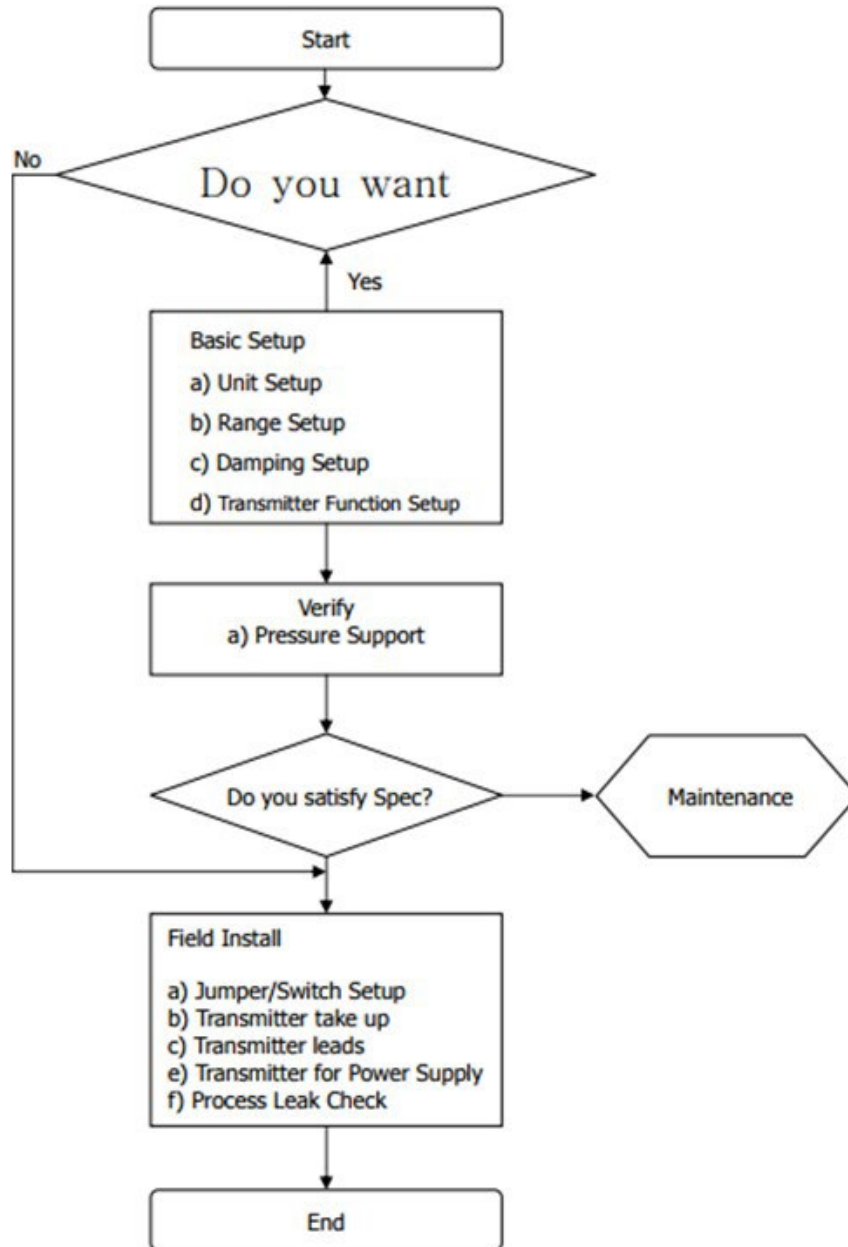 Start
No
Do you want
Yes
Basic Setup
a) Unit Setup
b) Range Setup
c) Damping Setup
d) Transmitter Function Setup
Verify
a) Pressure Support
Do you satisfy Spec?
Maintenance
Field Install
a) Jumper/Switch Setup
b) Transmitter take up
c) Transmitter leads
e) Transmitter for Power Supply
f) Process Leak Check
End